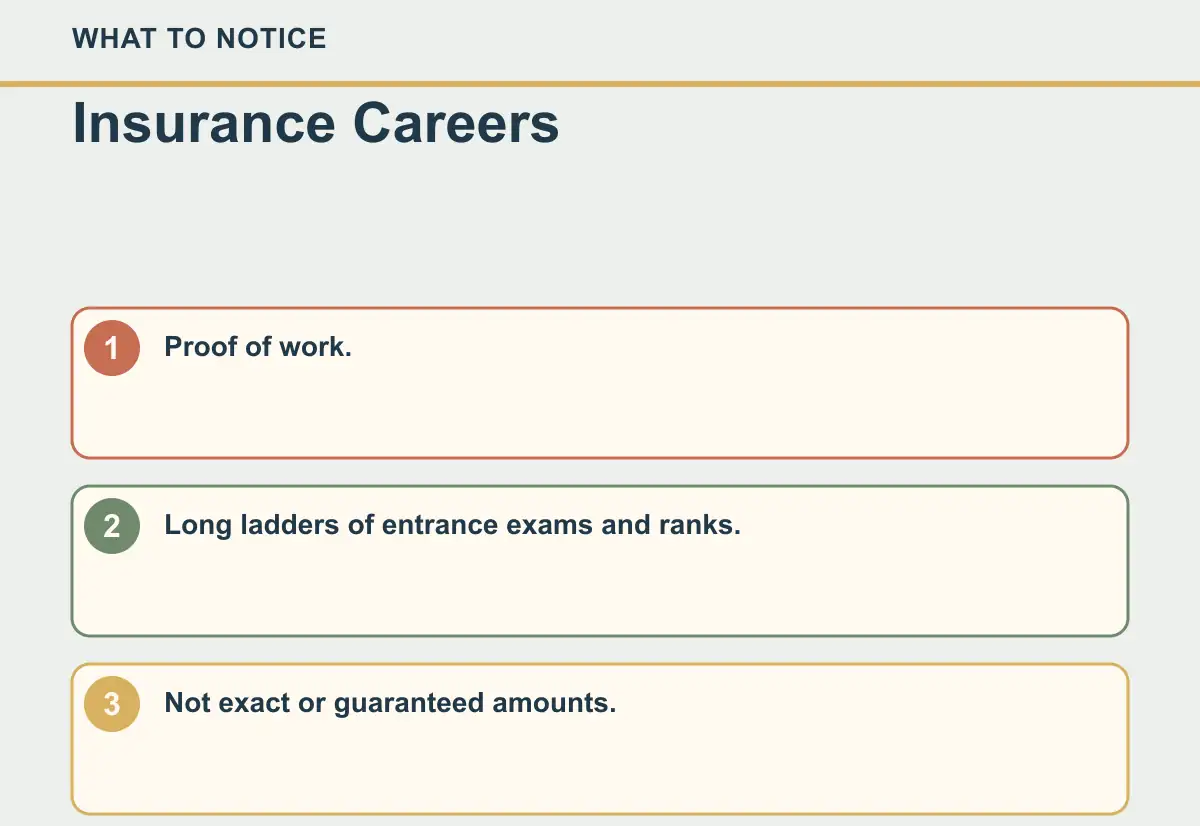 WHAT TO NOTICE
Insurance Careers
1
Proof of work.
2
Long ladders of entrance exams and ranks.
3
Not exact or guaranteed amounts.